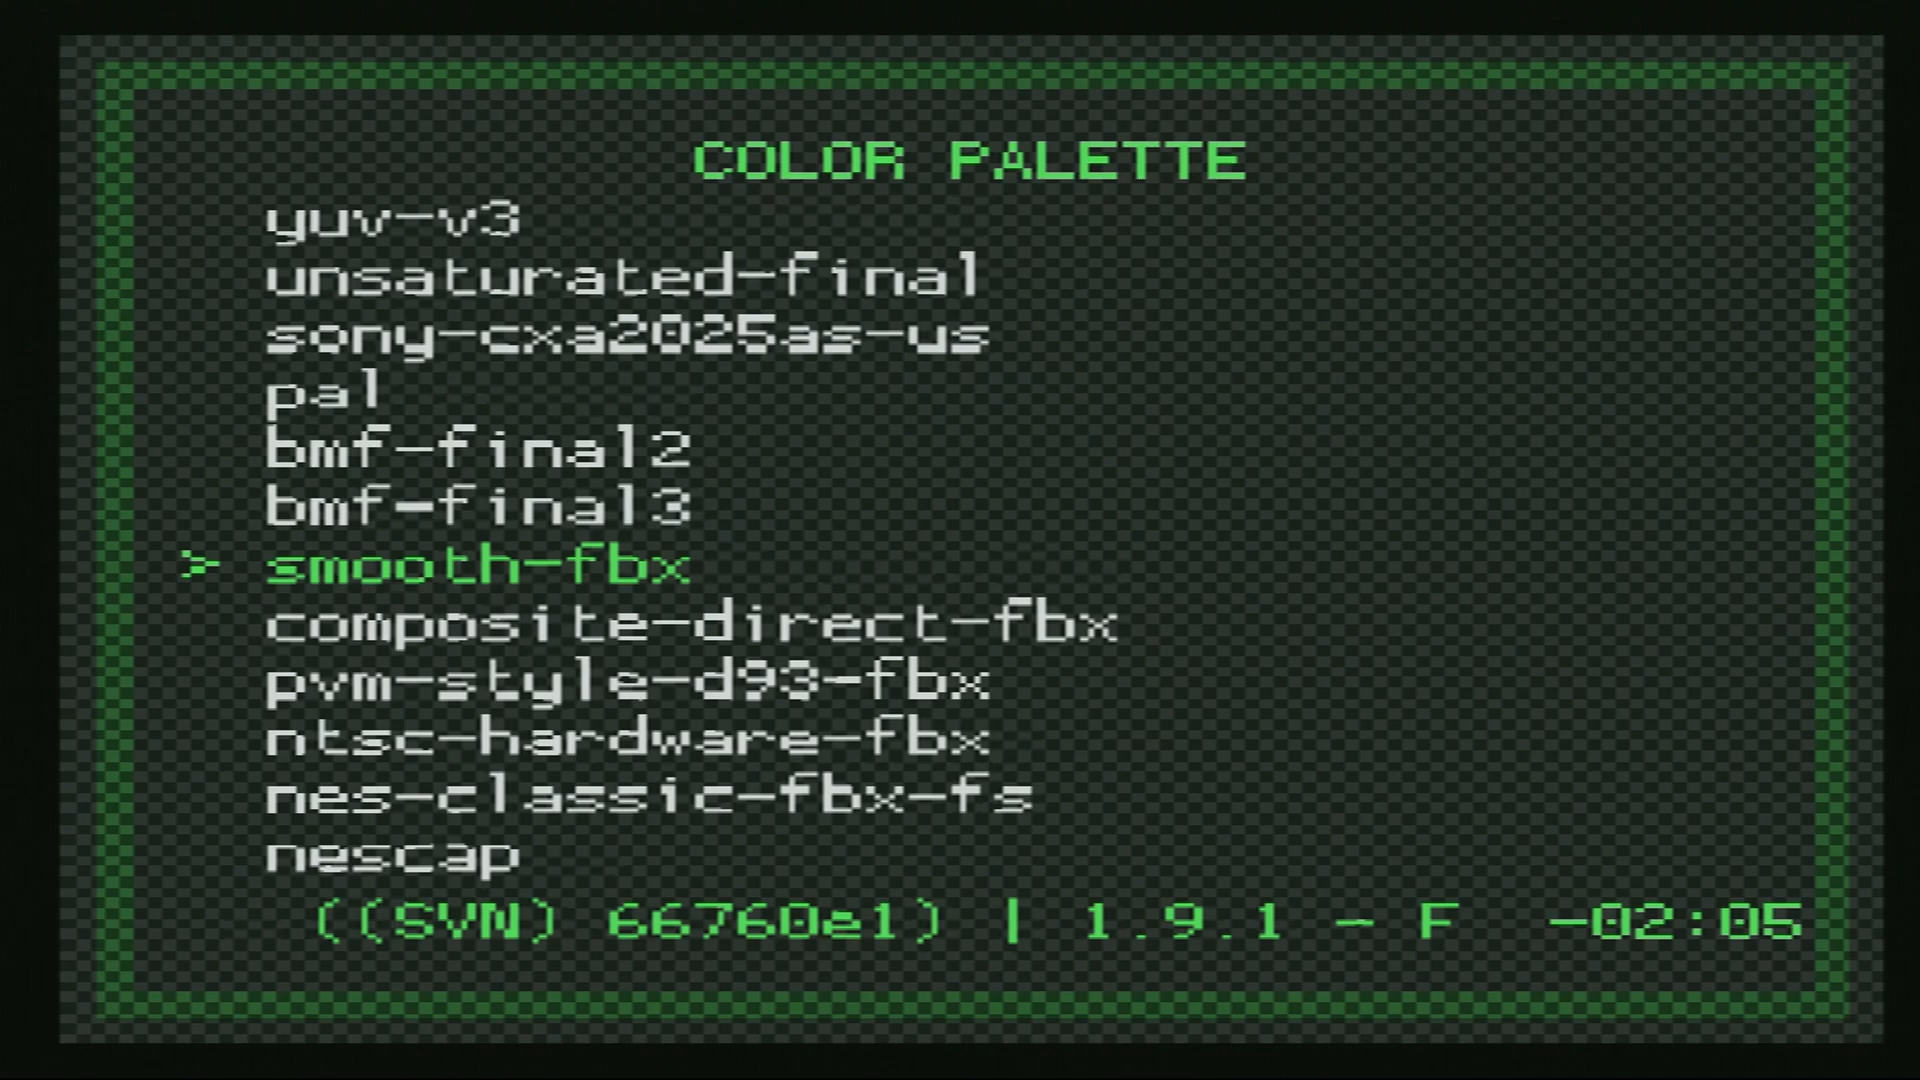 COLOR PALETTE
yuv-v3
unsaturated-final
sony-cxa2025as-us
pal
bmf-final2
bmf-final3
> smooth-fbx
composite-direct-fbx
pvm-style-d93-fbx
ntsc-hardware-fbx
nes-classic-fbx-fs
nescap
((SVN) 66760e1) | 1.9.1 - F -02:05